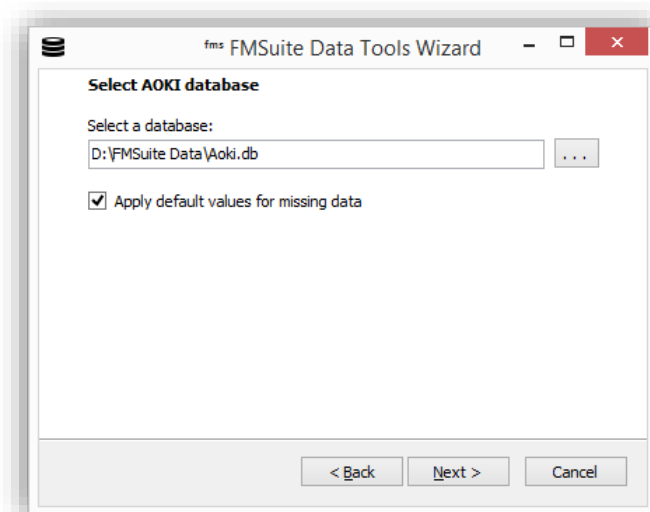 fms FMSuite Data Tools Wizard
Select AOKI database
Select a database:
D:\FMSuite Data\Aoki.db
...
Apply default values for missing data
< Back
Next >
Cancel